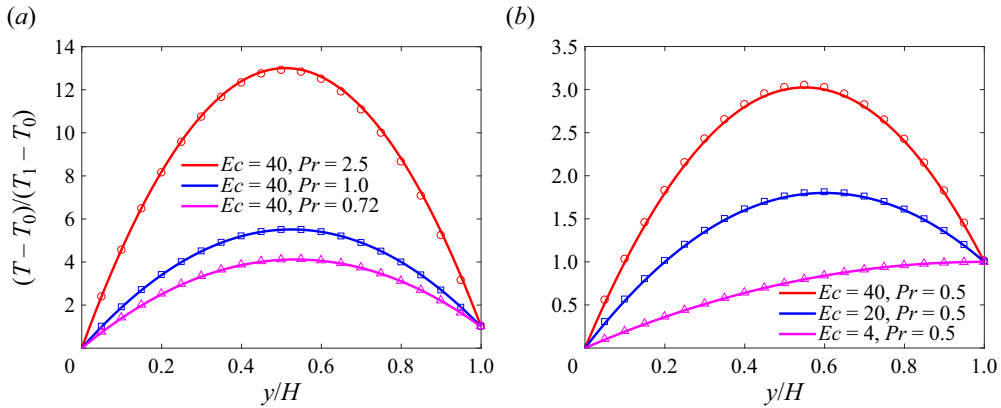 (a)
(T − T0)/(T1 − T0)
14
12
10
8
6
4
2
0
0.2
0.4
0.6
0.8
1.0
y/H
Ec = 40, Pr = 2.5
Ec = 40, Pr = 1.0
Ec = 40, Pr = 0.72
(b)
3.5
3.0
2.5
2.0
1.5
1.0
0.5
0
0.2
0.4
0.6
0.8
1.0
y/H
Ec = 40, Pr = 0.5
Ec = 20, Pr = 0.5
Ec = 4, Pr = 0.5